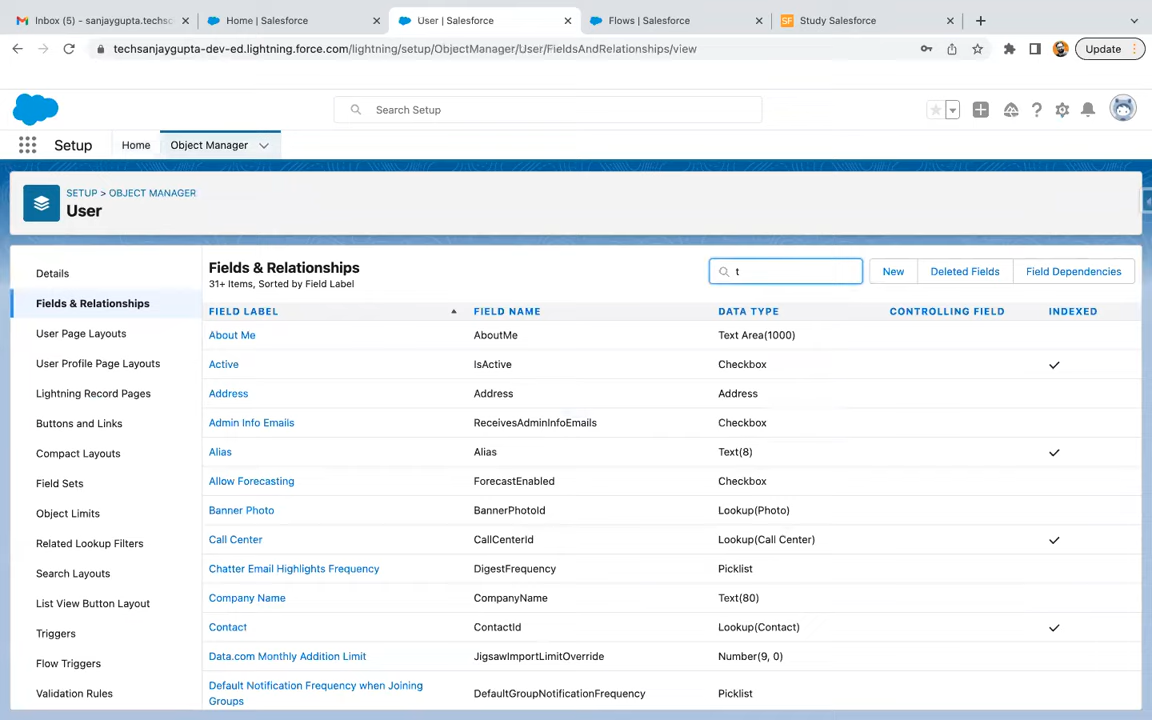 Inbox (5) - sanjaygupta.techsc
Home | Salesforce
User | Salesforce
Flows | Salesforce
SF Study Salesforce
techsanjaygupta-dev-ed.lightning.force.com/lightning/setup/ObjectManager/User/FieldsAndRelationships/view
Update
Search Setup
Setup
Home
Object Manager
SETUP > OBJECT MANAGER
User
Details
Fields & Relationships
User Page Layouts
User Profile Page Layouts
Lightning Record Pages
Buttons and Links
Compact Layouts
Field Sets
Object Limits
Related Lookup Filters
Search Layouts
List View Button Layout
Triggers
Flow Triggers
Validation Rules
Fields & Relationships
31+ Items, Sorted by Field Label
t
New
Deleted Fields
Field Dependencies
FIELD LABEL FIELD NAME DATA TYPE CONTROLLING FIELD INDEXED
About Me AboutMe Text Area(1000)
Active IsActive Checkbox
Address Address Address
Admin Info Emails ReceivesAdminInfoEmails Checkbox
Alias Alias Text(8)
Allow Forecasting ForecastEnabled Checkbox
Banner Photo BannerPhotoId Lookup(Photo)
Call Center CallCenterId Lookup(Call Center)
Chatter Email Highlights Frequency DigestFrequency Picklist
Company Name CompanyName Text(80)
Contact ContactId Lookup(Contact)
Data.com Monthly Addition Limit JigsawImportLimitOverride Number(9, 0)
Default Notification Frequency when Joining
Groups DefaultGroupNotificationFrequency Picklist